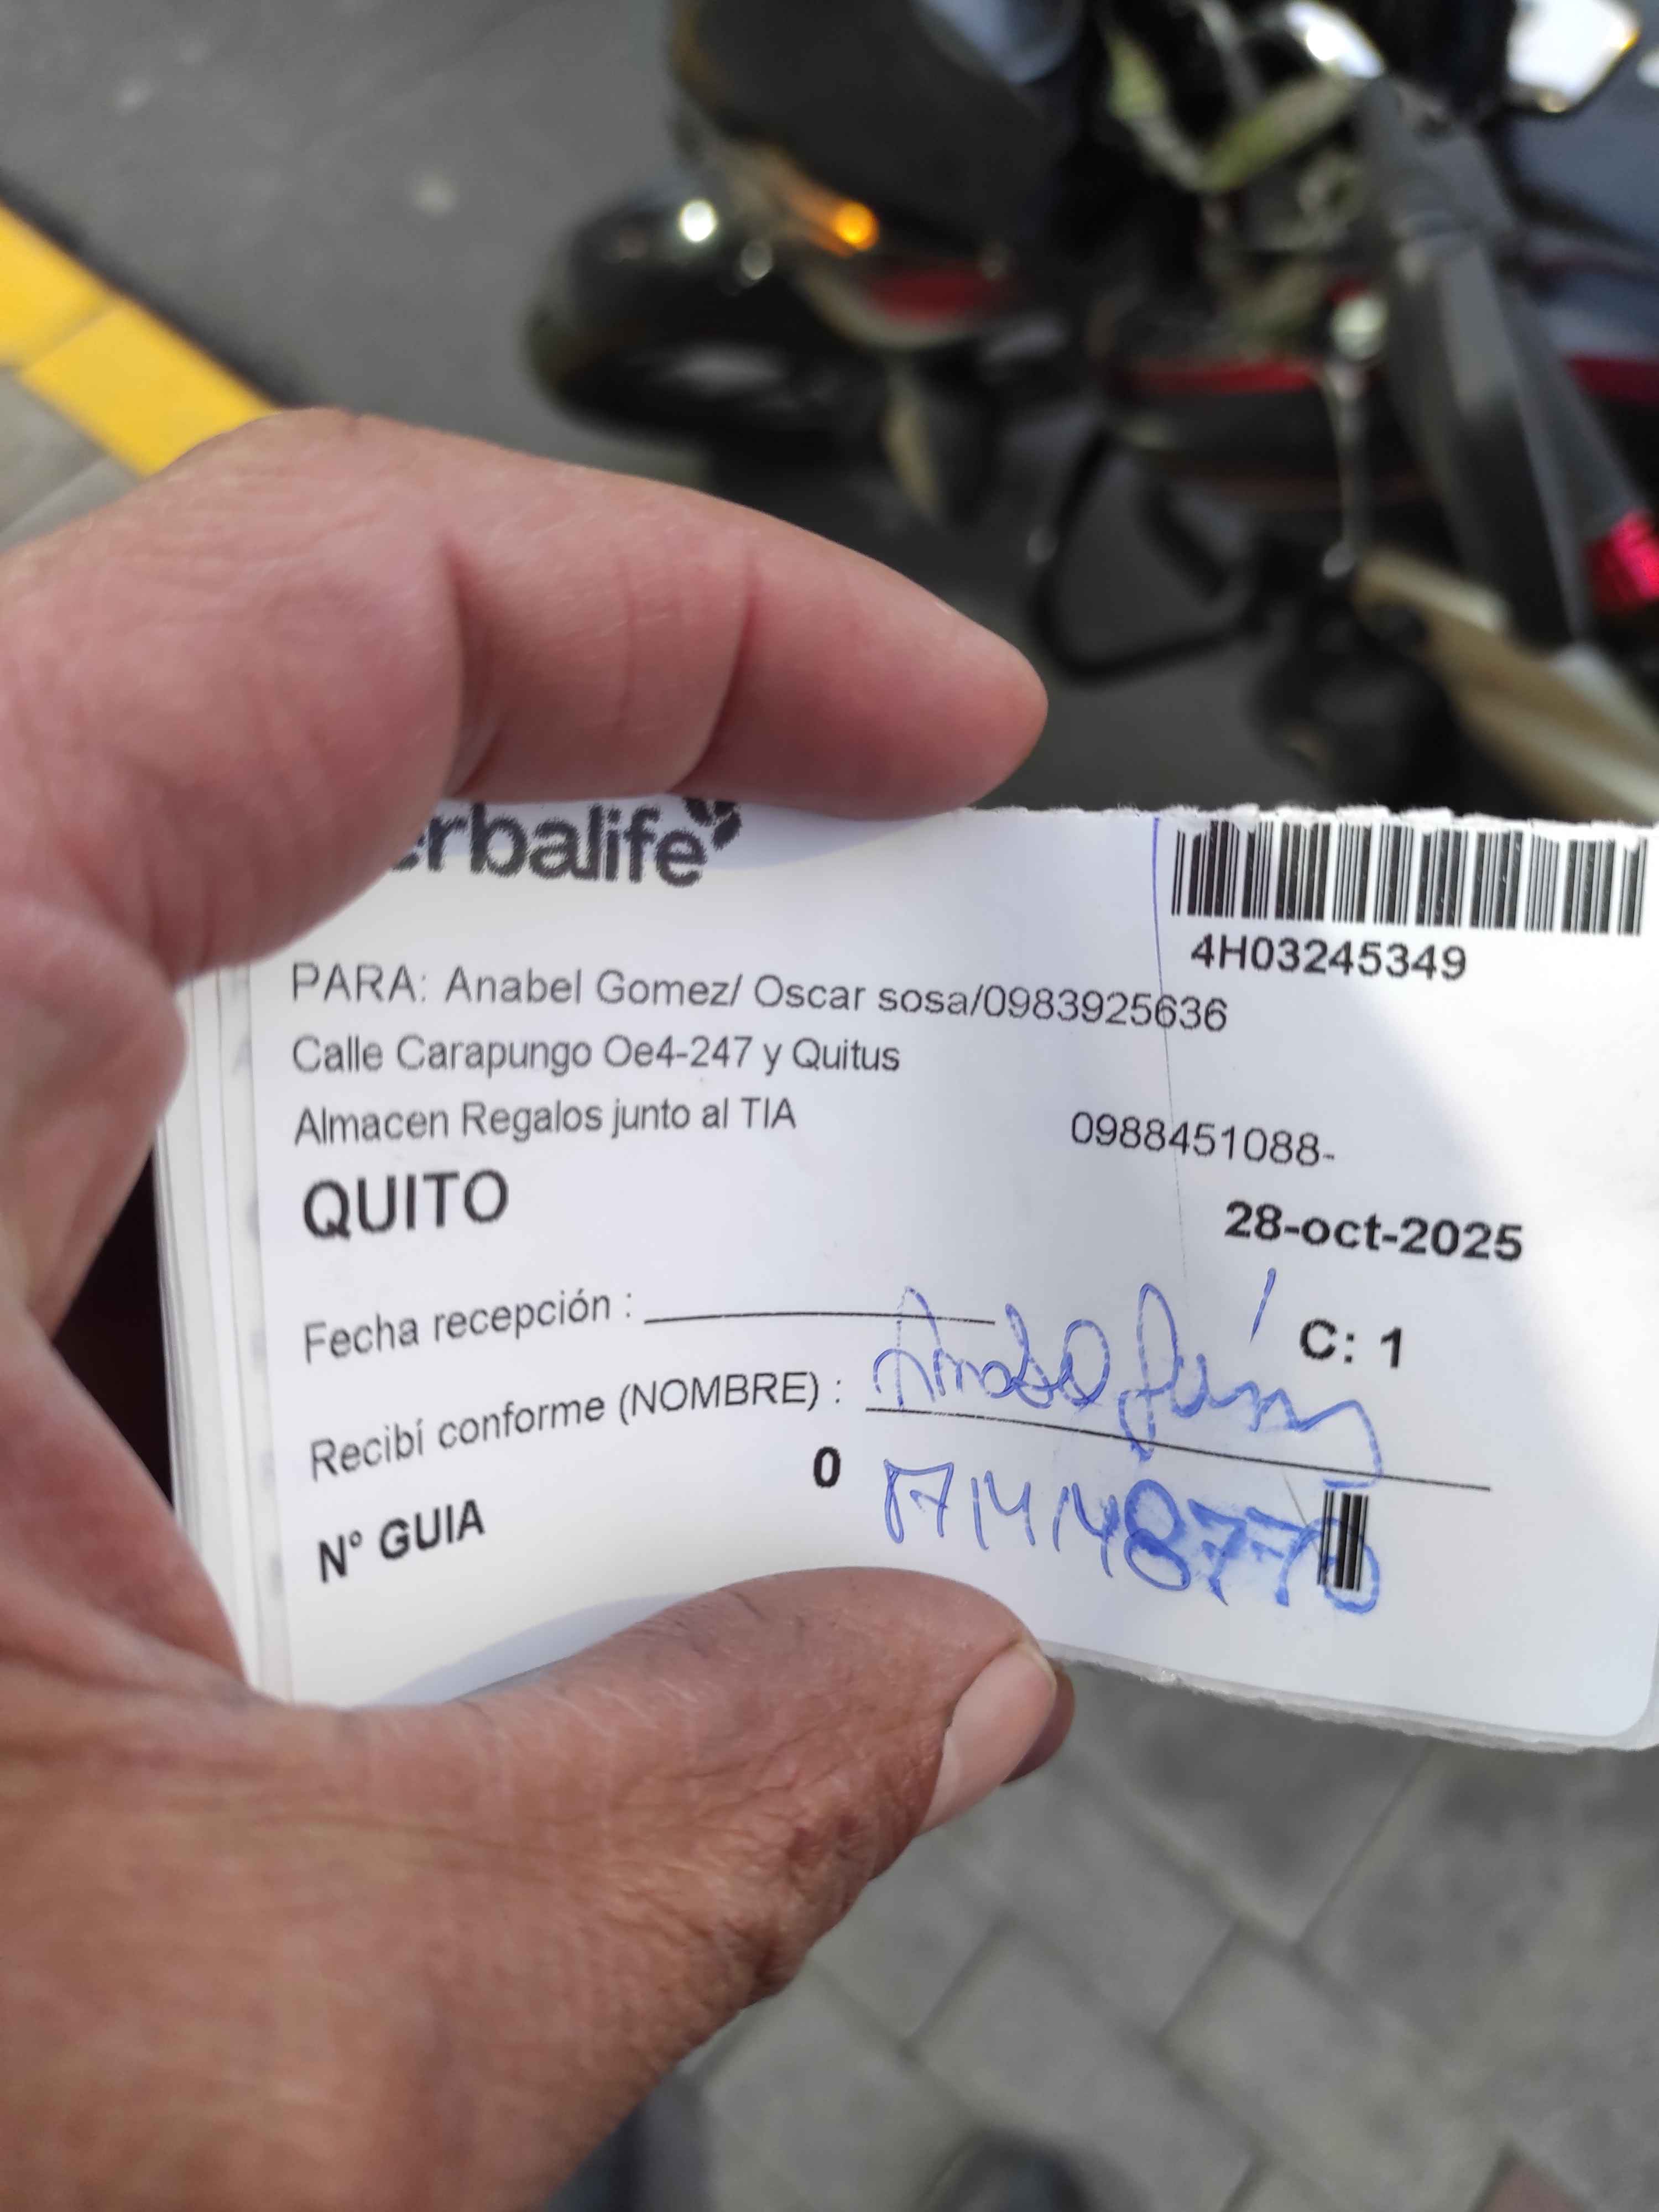 erbalife
4H03245349
PARA: Anabel Gomez/ Oscar sosa/0983925636
Calle Carapungo Oe4-247 y Quitus
Almacen Regalos junto al TIA
0988451088-
QUITO
28-oct-2025
Fecha recepción :
C: 1
Recibí conforme (NOMBRE) : Anabel
0
N° GUIA